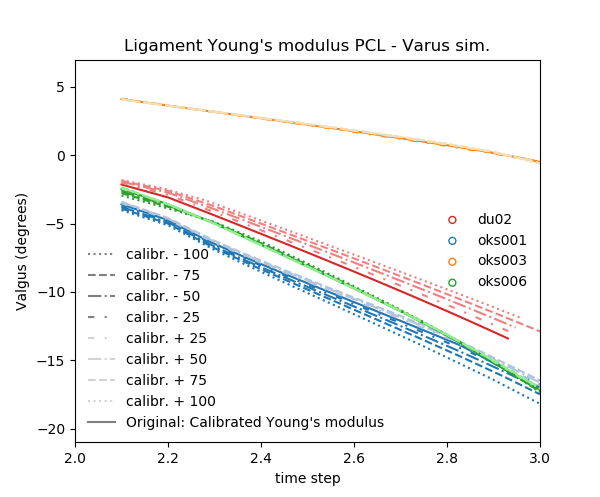 Ligament Young's modulus PCL - Varus sim.
Valgus (degrees)
5
0
−5
−10
−15
−20
du02
oks001
oks003
oks006
calibr. - 100
calibr. - 75
calibr. - 50
calibr. - 25
calibr. + 25
calibr. + 50
calibr. + 75
calibr. + 100
Original: Calibrated Young's modulus
2.0 2.2 2.4 2.6 2.8 3.0
time step